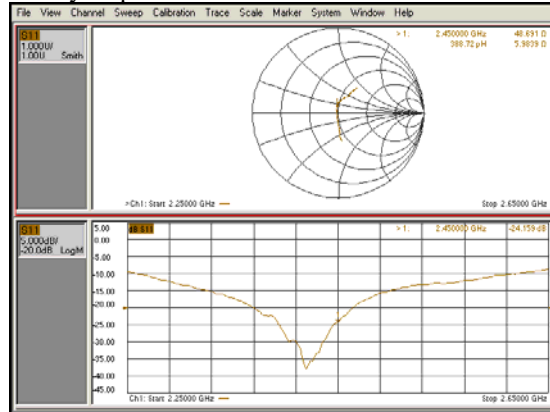 File View Channel Sweep Calibration Trace Scale Marker System Window Help
S11
1.000U/
1.00U Smith
> 1: 2.450000 GHz 48.691 Ω
388.72 pH 5.9839 Ω
>Ch1: Start 2.25000 GHz — Stop 2.65000 GHz
S11
5.000dB/
-20.0dB LogM
dB S11
> 1: 2.450000 GHz -24.159 dB
5.00
0.00
-5.00
-10.00
-15.00
-20.00
-25.00
-30.00
-35.00
-40.00
-45.00
Ch1: Start 2.25000 GHz — Stop 2.65000 GHz